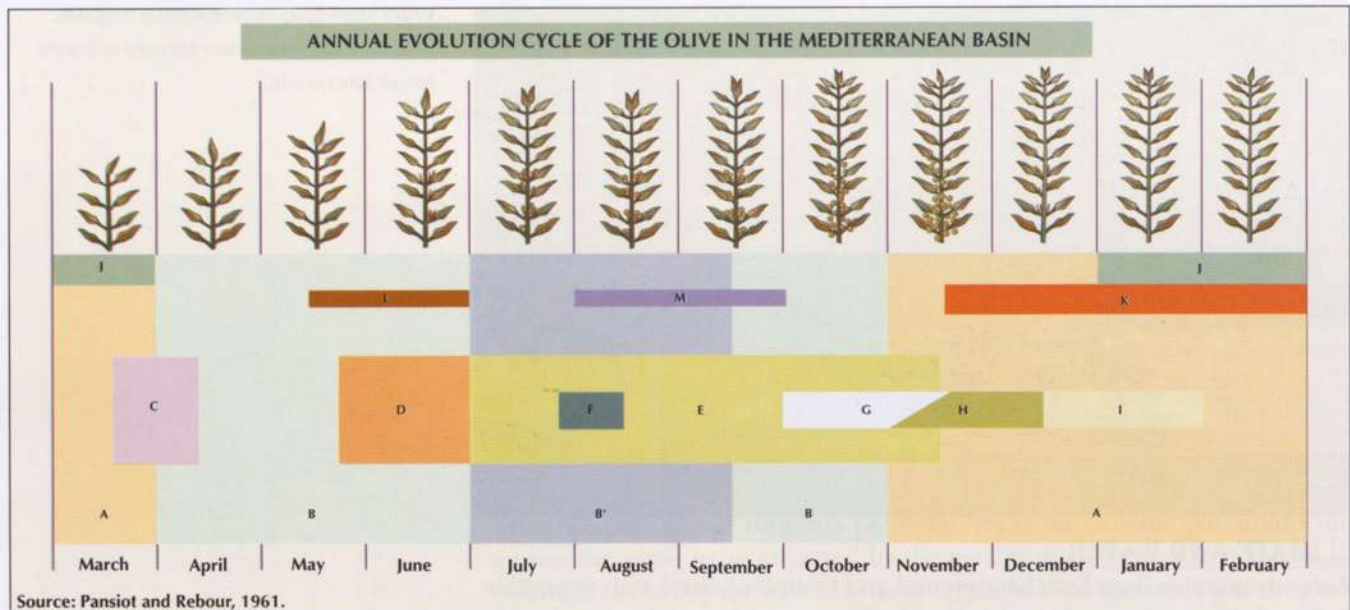 ANNUAL EVOLUTION CYCLE OF THE OLIVE IN THE MEDITERRANEAN BASIN
J
J
L
M
K
C
D
F
E
G
H
I
A
B
B'
B
A
March April May June July August September October November December January February
Source: Pansiot and Rebour, 1961.